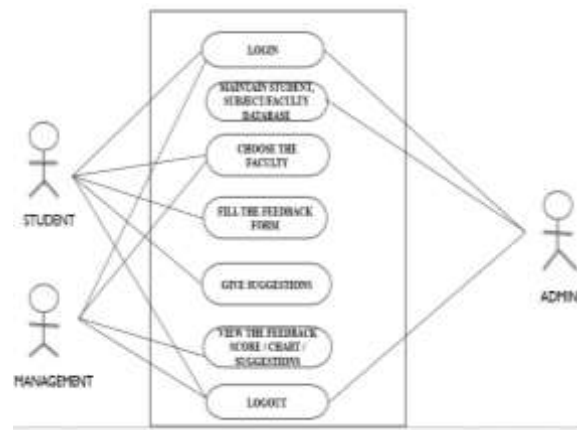 LOGIN
MAINTAIN STUDENT,
SUBJECT/FACULTY
DATABASE
CHOOSE THE
FACULTY
STUDENT
FILL THE FEEDBACK
FORM
GIVE SUGGESTIONS
ADMIN
VIEW THE FEEDBACK
SCORE / CHART /
SUGGESTIONS
MANAGEMENT
LOGOUT